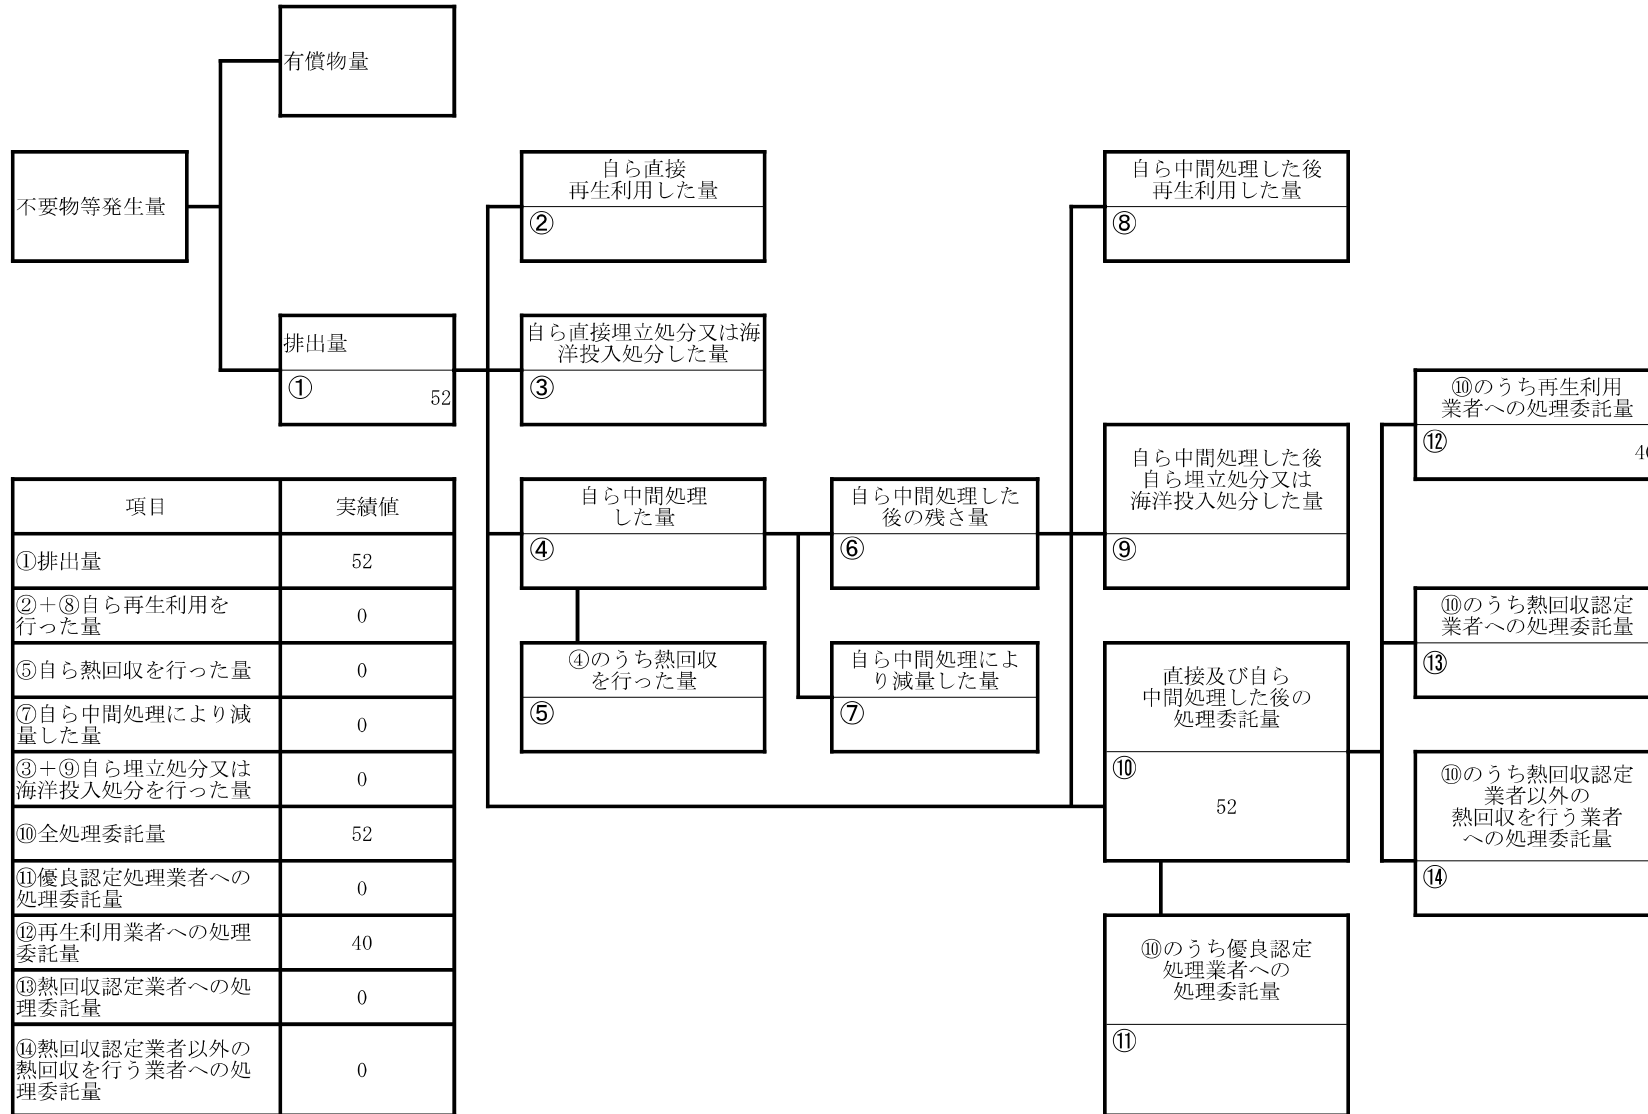 有償物量
不要物等発生量
自ら直接
再生利用した量
②
自ら中間処理した後
再生利用した量
⑧
排出量
①
52
自ら直接埋立処分又は海
洋投入処分した量
③
⑩のうち再生利用
業者への処理委託量
⑫
自ら中間処理した後
自ら埋立処分又は
海洋投入処分した量
⑨
自ら中間処理
した量
④
自ら中間処理した
後の残さ量
⑥
⑩のうち熱回収認定
業者への処理委託量
⑬
④のうち熱回収
を行った量
⑤
自ら中間処理によ
り減量した量
⑦
直接及び自ら
中間処理した後の
処理委託量
⑩
52
⑩のうち熱回収認定
業者以外の
熱回収を行う業者
への処理委託量
⑭
⑩のうち優良認定
処理業者への
処理委託量
⑪
項目 実績値
①排出量 52
②+⑧自ら再生利用を
行った量 0
⑤自ら熱回収を行った量 0
⑦自ら中間処理により減
量した量 0
③+⑨自ら埋立処分又は
海洋投入処分を行った量 0
⑩全処理委託量 52
⑪優良認定処理業者への
処理委託量 0
⑫再生利用業者への処理
委託量 40
⑬熱回収認定業者への処
理委託量 0
⑭熱回収認定業者以外の
熱回収を行う業者への処
理委託量 0